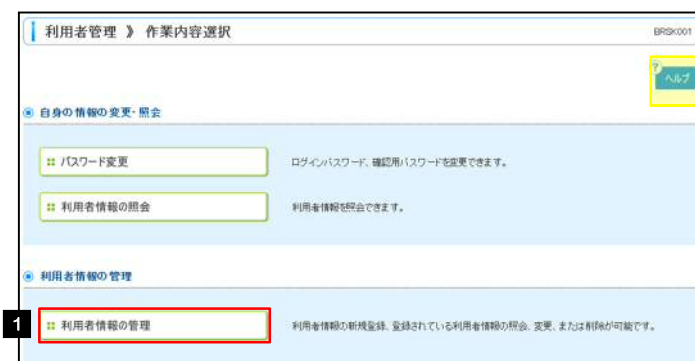 利用者管理 》 作業内容選択
BRSK001
?
ヘルプ
自身の情報の変更・照会
パスワード変更
ログインパスワード、確認用パスワードを変更できます。
利用者情報の照会
利用者情報を照会できます。
利用者情報の管理
1
利用者情報の管理
利用者情報の新規登録、登録されている利用者情報の照会、変更、または削除が可能です。